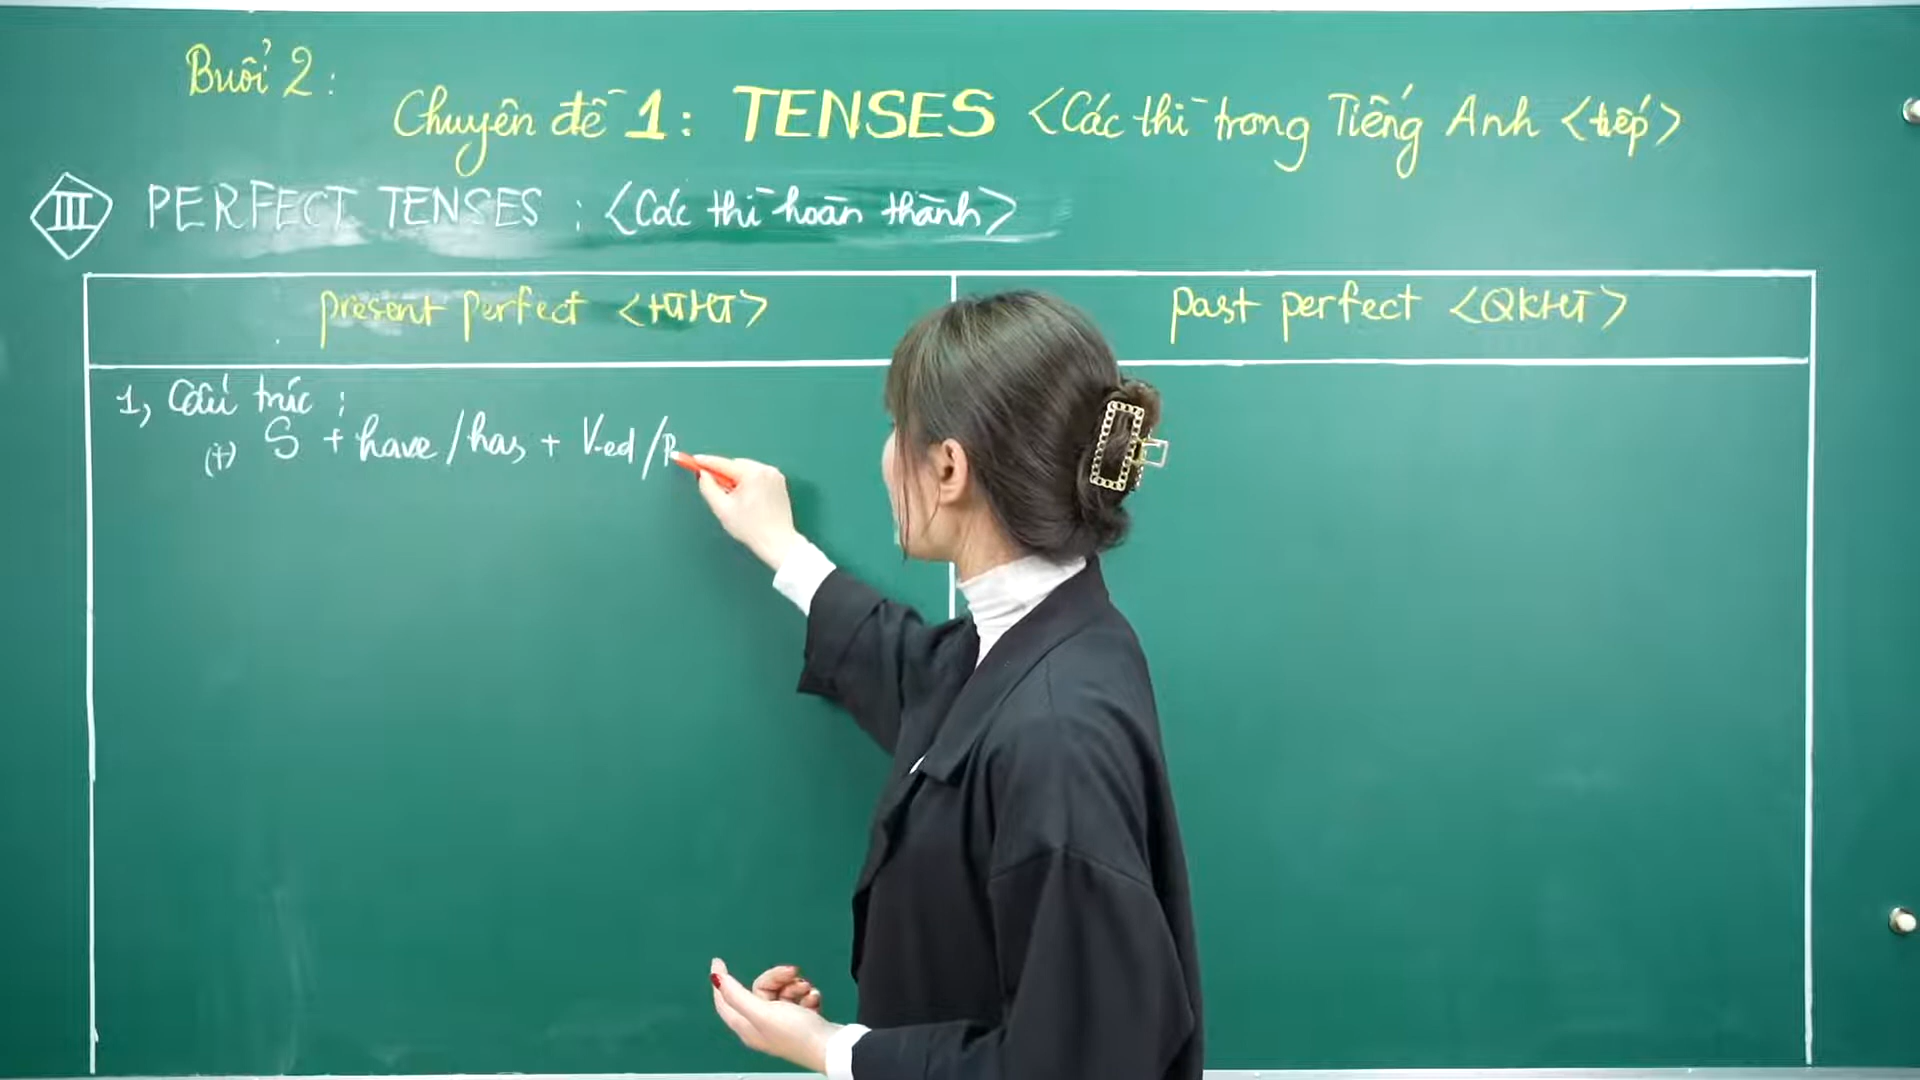 Buổi 2:
Chuyên đề 1: TENSES <Các thì trong Tiếng Anh <tiếp>
III PERFECT TENSES : <Các thì hoàn thành>
present perfect <HTHT>
past perfect <QKHT>
1, Cấu trúc :
(+) S + have / has + V-ed / P